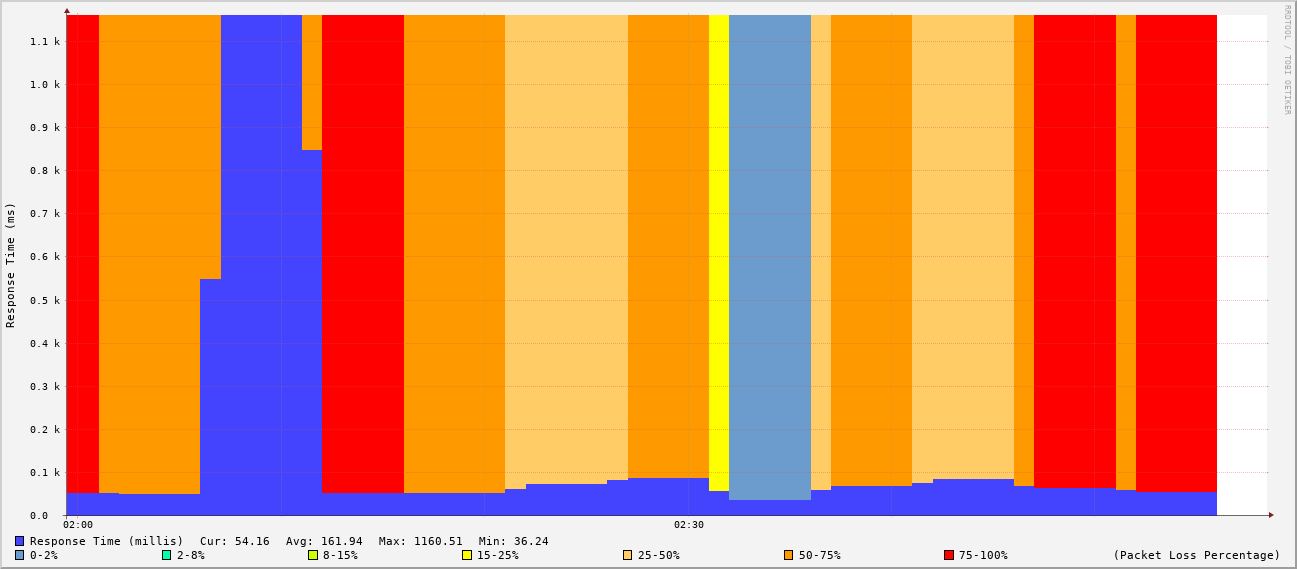 RRDTOOL / TOBI OETIKER
Response Time (ms)
1.1 k
1.0 k
0.9 k
0.8 k
0.7 k
0.6 k
0.5 k
0.4 k
0.3 k
0.2 k
0.1 k
0.0
02:00 02:30
Response Time (millis) Cur: 54.16 Avg: 161.94 Max: 1160.51 Min: 36.24
0-2% 2-8% 8-15% 15-25% 25-50% 50-75% 75-100% (Packet Loss Percentage)